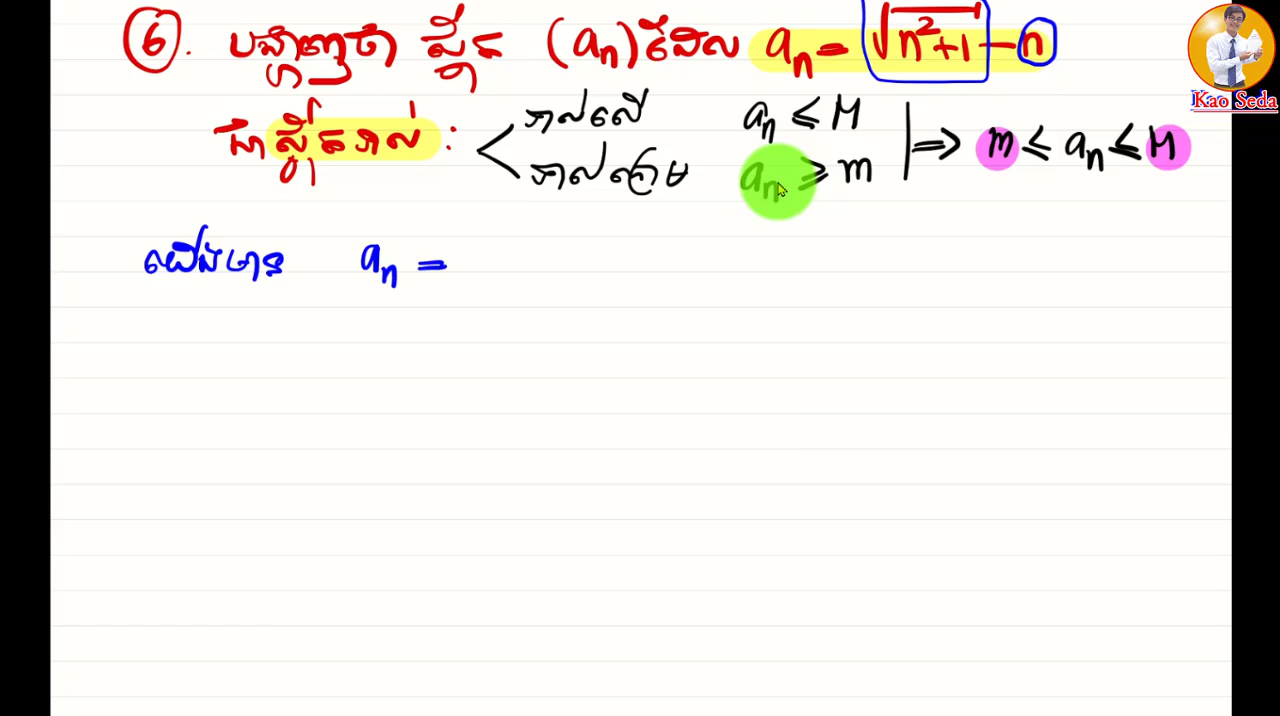 ⑥. បង្ហាញថា ស្វ៊ីត (aₙ) ដែល aₙ = √(n²+1) − n
ជាស្វ៊ីតទាល់ :
ទាល់លើ aₙ ≤ M
ទាល់ក្រោម aₙ ⩾ m
⇒ m ≤ aₙ ≤ M
យើងមាន aₙ =
Kao Seda